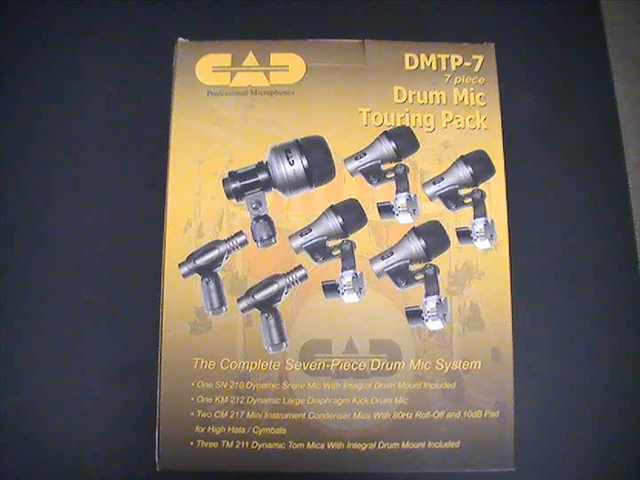 CAD
Professional Microphones
DMTP-7
7 piece
Drum Mic
Touring Pack
CAD
The Complete Seven-Piece Drum Mic System
• One SN 210 Dynamic Snare Mic With Integral Drum Mount Included
• One KM 212 Dynamic Large Diaphragm Kick Drum Mic
• Two CM 217 Mini Instrument Condenser Mics With 80Hz Roll-Off and 10dB Pad
for High Hats / Cymbals
• Three TM 211 Dynamic Tom Mics With Integral Drum Mount Included